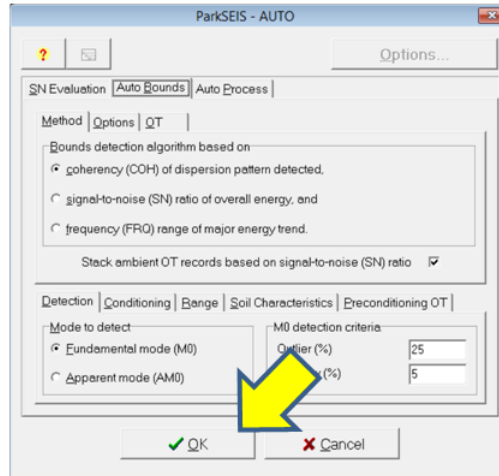 ParkSEIS - AUTO
?
Options...
SN Evaluation Auto Bounds Auto Process
Method Options OT
Bounds detection algorithm based on
coherency (COH) of dispersion pattern detected,
signal-to-noise (SN) ratio of overall energy, and
frequency (FRQ) range of major energy trend.
Stack ambient OT records based on signal-to-noise (SN) ratio
Detection Conditioning Range Soil Characteristics Preconditioning OT
Mode to detect
Fundamental mode (M0)
Apparent mode (AM0)
M0 detection criteria
Outlier (%) 25
(%) 5
OK Cancel